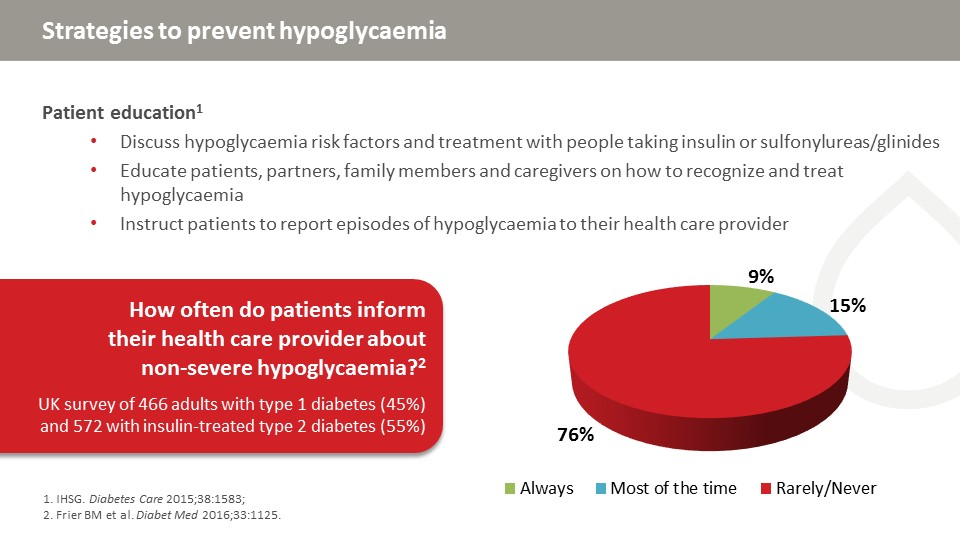 Strategies to prevent hypoglycaemia
Patient education¹
• Discuss hypoglycaemia risk factors and treatment with people taking insulin or sulfonylureas/glinides
• Educate patients, partners, family members and caregivers on how to recognize and treat
hypoglycaemia
• Instruct patients to report episodes of hypoglycaemia to their health care provider
How often do patients inform
their health care provider about
non-severe hypoglycaemia?²
UK survey of 466 adults with type 1 diabetes (45%)
and 572 with insulin-treated type 2 diabetes (55%)
9%
15%
76%
Always
Most of the time
Rarely/Never
1. IHSG. Diabetes Care 2015;38:1583;
2. Frier BM et al. Diabet Med 2016;33:1125.